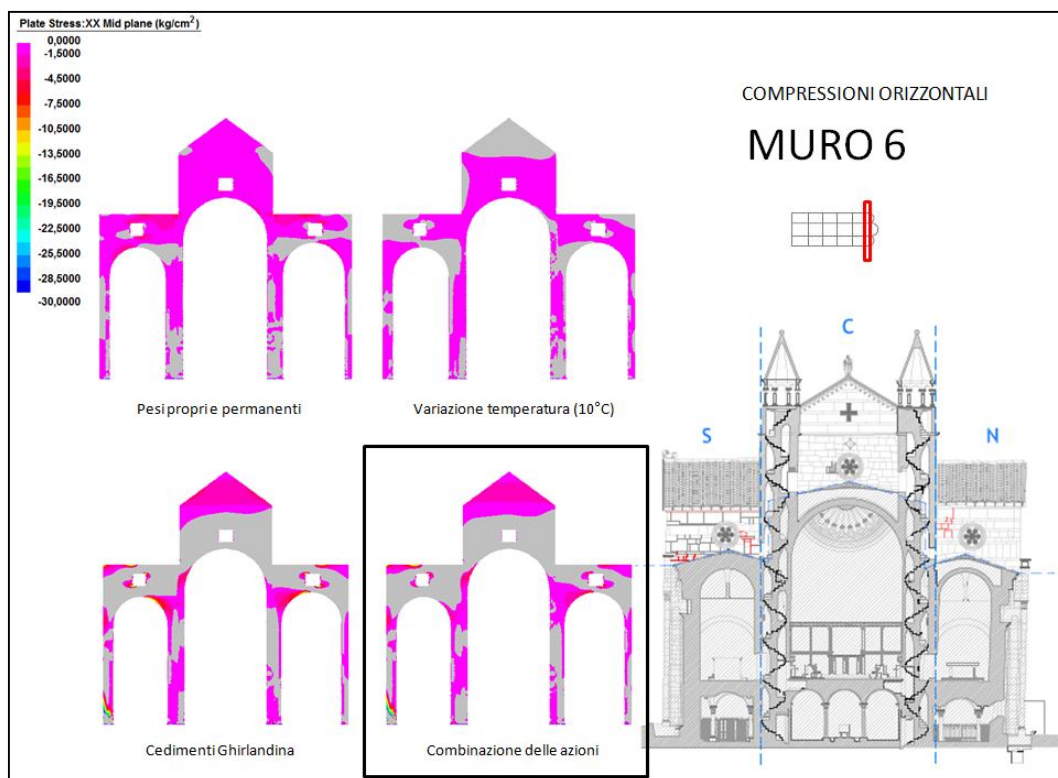 Plate Stress:XX Mid plane (kg/cm²)
0,0000
-1,5000
-4,5000
-7,5000
-10,5000
-13,5000
-16,5000
-19,5000
-22,5000
-25,5000
-28,5000
-30,0000
COMPRESSIONI ORIZZONTALI
MURO 6
Pesi propri e permanenti
Variazione temperatura (10°C)
C
S
N
Cedimenti Ghirlandina
Combinazione delle azioni